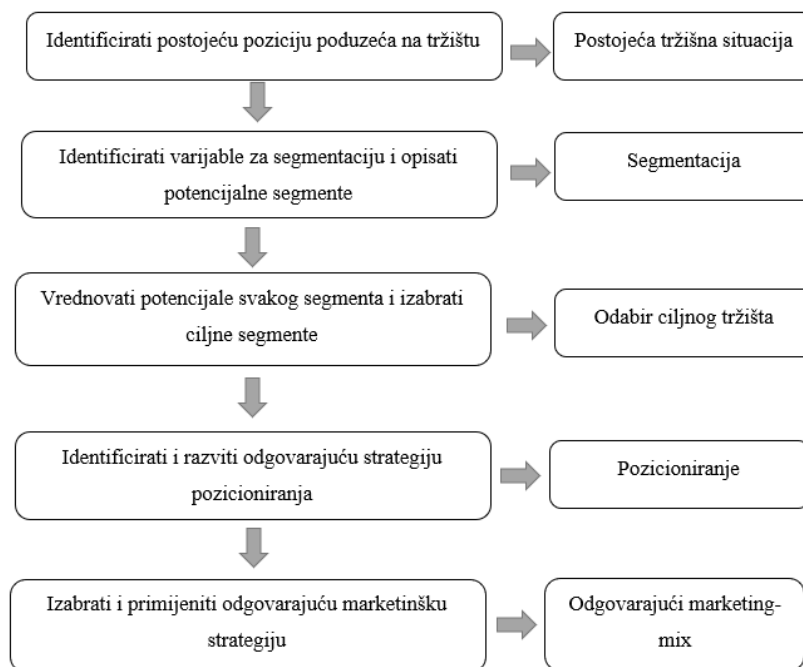 Identificirati postojeću poziciju poduzeća na tržištu
Postojeća tržišna situacija
Identificirati varijable za segmentaciju i opisati
potencijalne segmente
Segmentacija
Vrednovati potencijale svakog segmenta i izabrati
ciljne segmente
Odabir ciljnog tržišta
Identificirati i razviti odgovarajuću strategiju
pozicioniranja
Pozicioniranje
Izabrati i primijeniti odgovarajuću marketinšku
strategiju
Odgovarajući marketing-
mix